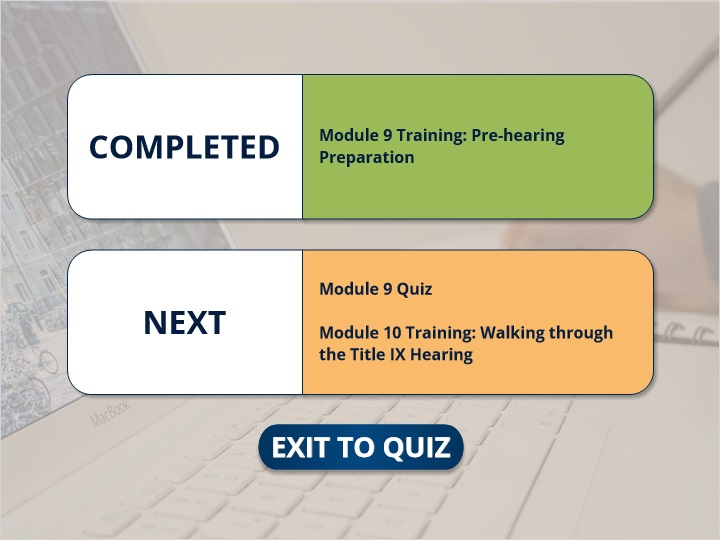 COMPLETED
Module 9 Training: Pre-hearing
Preparation
NEXT
Module 9 Quiz
Module 10 Training: Walking through
the Title IX Hearing
MacBook
EXIT TO QUIZ